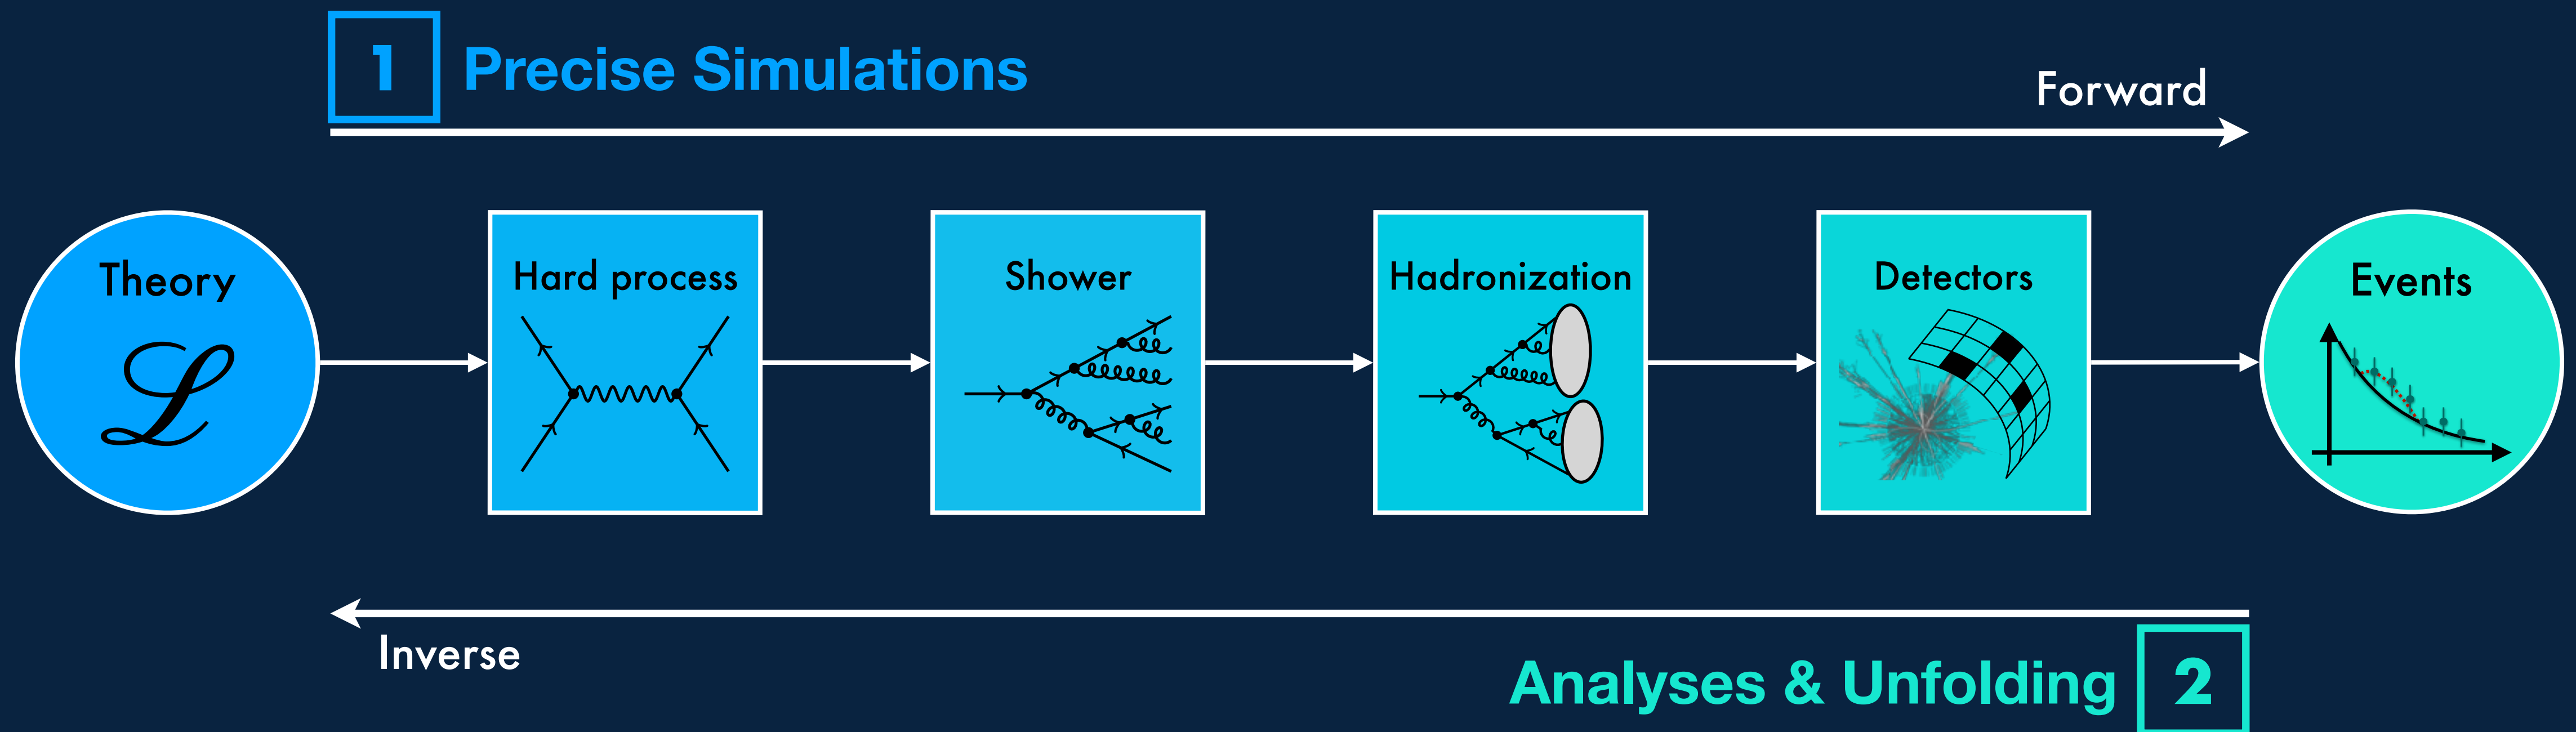 1 Precise Simulations
Forward
Theory
ℒ
Hard process
Shower
Hadronization
Detectors
Events
Inverse
Analyses & Unfolding 2